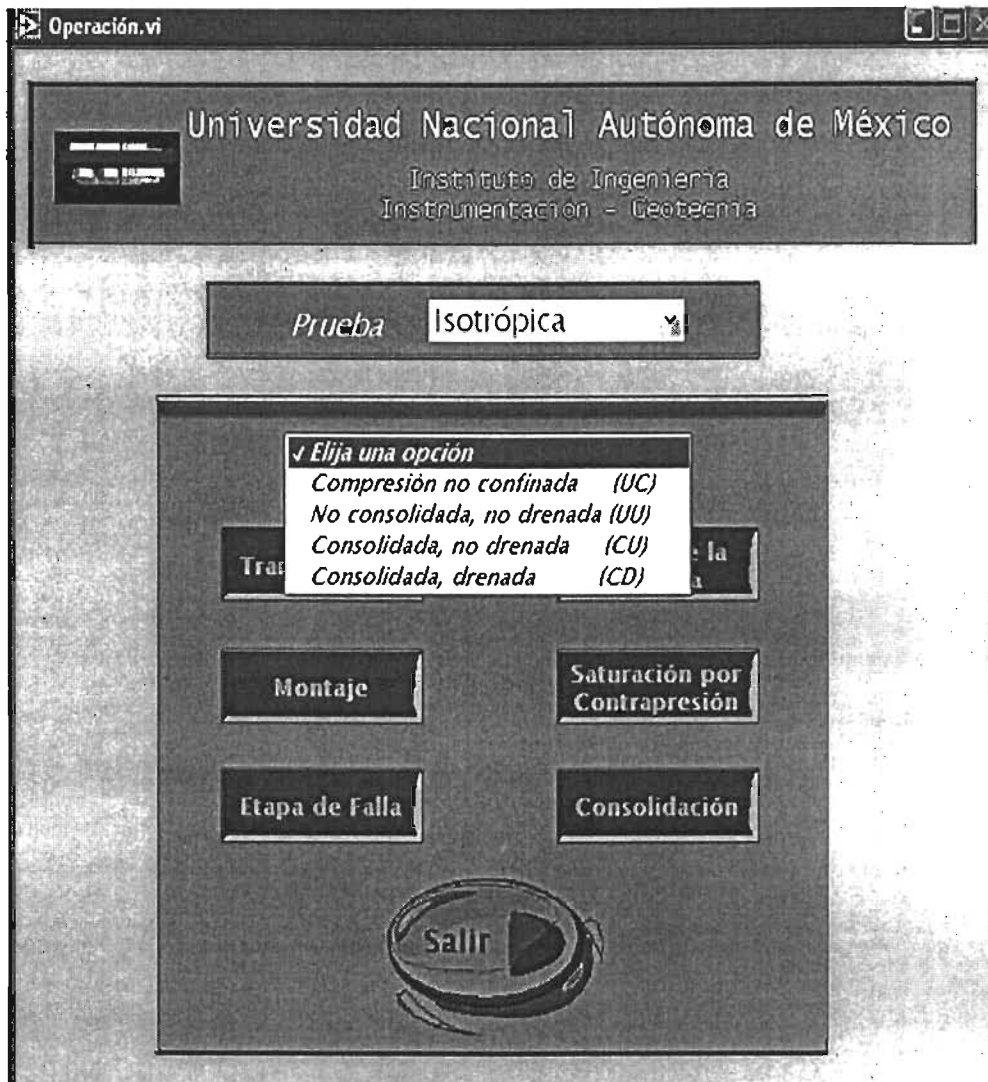 Operación.vi
Universidad Nacional Autónoma de México
Instituto de Ingeniería
Instrumentación - Geotecnia
Prueba Isotrópica
✓ Elija una opción
Compresión no confinada (UC)
No consolidada, no drenada (UU)
Consolidada, no drenada (CU)
Consolidada, drenada (CD)
e la
Montaje
Saturación por
Contrapresión
Etapa de Falla
Consolidación
Salir